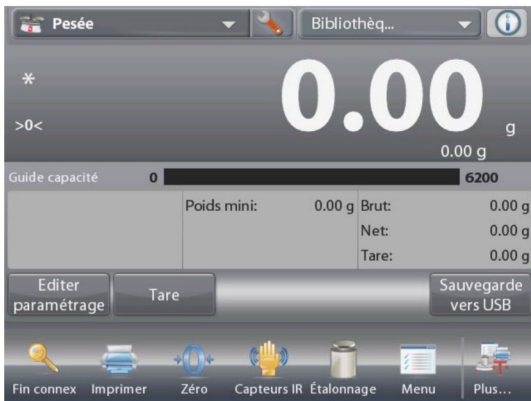 Pesée
Bibliothèq...
*
0.00
>0<
g
0.00 g
Guide capacité 0 6200
Poids mini: 0.00 g Brut: 0.00 g
Net: 0.00 g
Tare: 0.00 g
Editer
paramétrage
Tare
Sauvegarde
vers USB
Fin connex Imprimer Zéro Capteurs IR Étalonnage Menu Plus...